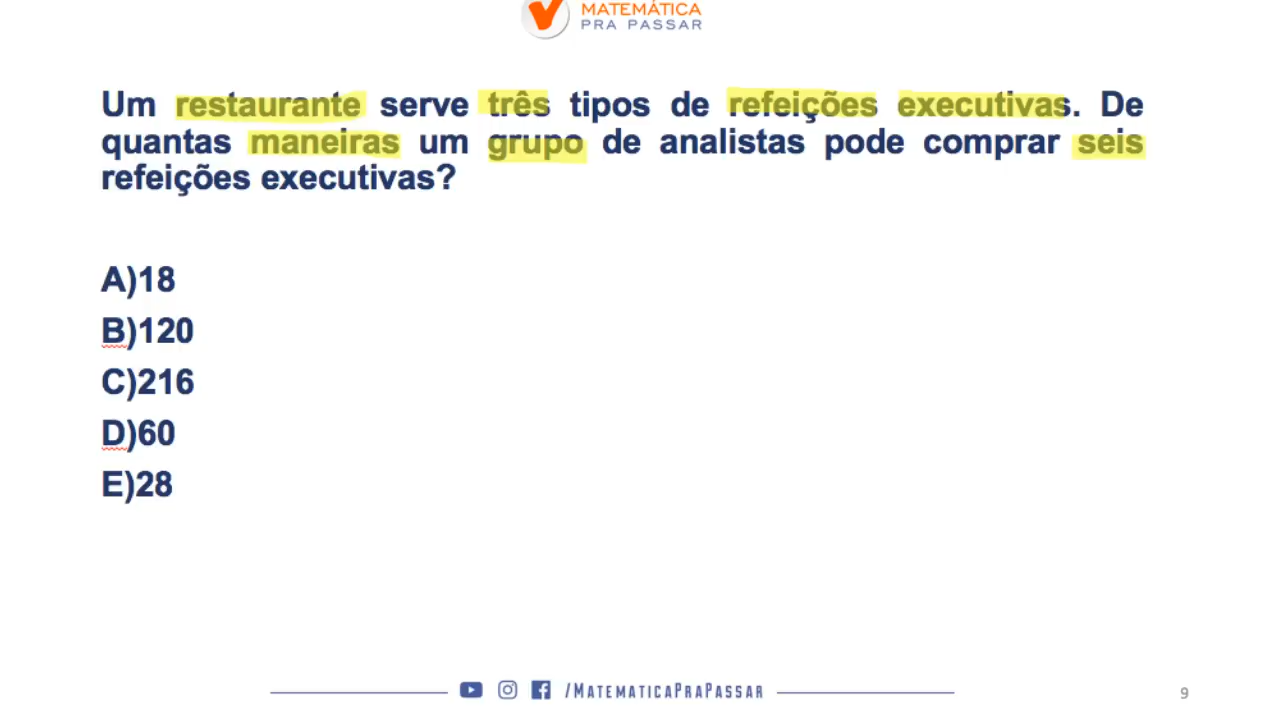 MATEMÁTICA
PRA PASSAR
Um restaurante serve três tipos de refeições executivas. De
quantas maneiras um grupo de analistas pode comprar seis
refeições executivas?
A)18
B)120
C)216
D)60
E)28
/MATEMATICAPRAPASSAR
9